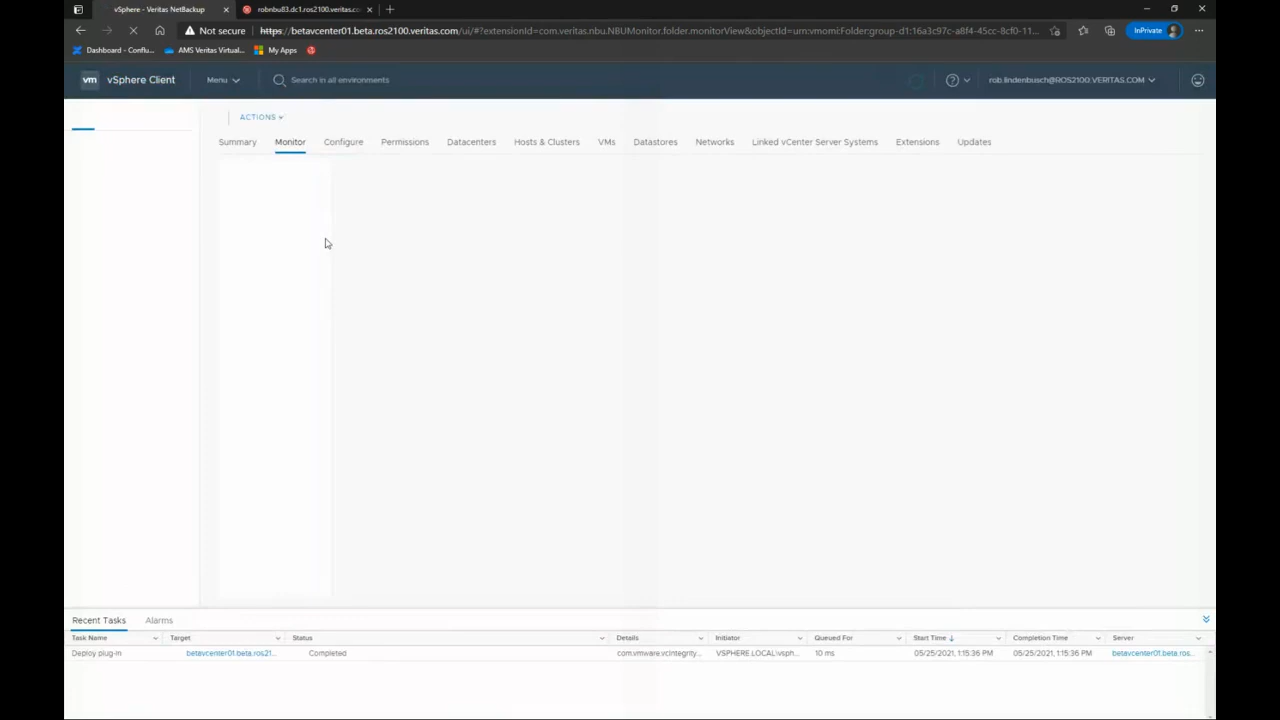 vSphere - Veritas NetBackup
robnbu83.dc1.ros2100.veritas.co
Not secure
https://betavcenter01.beta.ros2100.veritas.com/ui/#?extensionId=com.veritas.nbu.NBUMonitor.folder.monitorView&objectId=urn:vmomi:Folder:group-d1:16a3c97c-a8f4-45cc-8cf0-11...
InPrivate
Dashboard - Conflu...
AMS Veritas Virtual...
My Apps
vm vSphere Client
Menu
Search in all environments
rob.lindenbusch@ROS2100.VERITAS.COM
ACTIONS
Summary Monitor Configure Permissions Datacenters Hosts & Clusters VMs Datastores Networks Linked vCenter Server Systems Extensions Updates
Recent Tasks Alarms
Task Name Target Status Details Initiator Queued For Start Time Completion Time Server
Deploy plug-in betavcenter01.beta.ros21... Completed com.vmware.vcintegrity... VSPHERE.LOCAL\vsph... 10 ms 05/25/2021, 1:15:36 PM 05/25/2021, 1:15:36 PM betavcenter01.beta.ros...